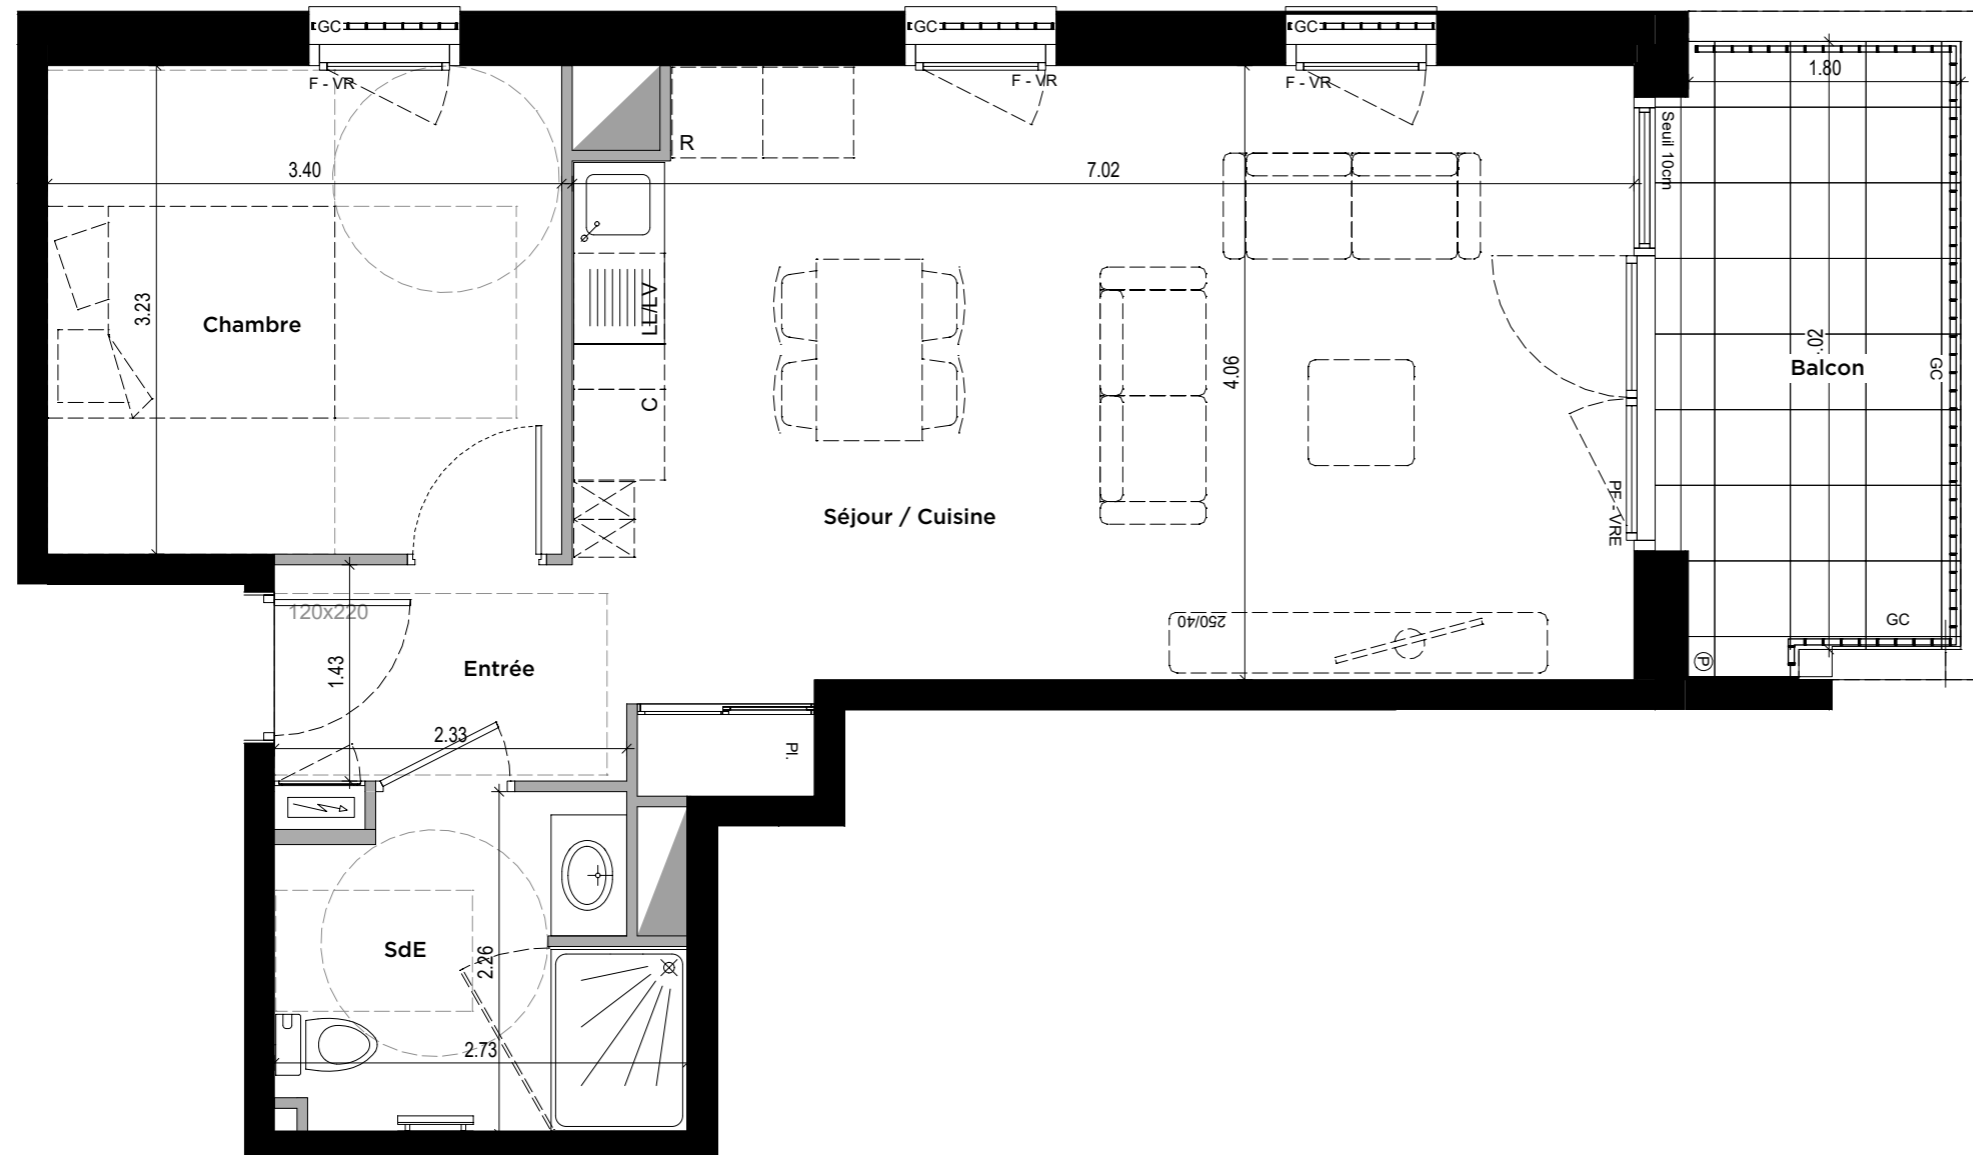 GC
GC
GC
F - VR
F - VR
F - VR
1.80
R
Seuil 10cm
3.40
7.02
3.23
Chambre
LL/LV
C
4.06
.02
Balcon
GC
Séjour / Cuisine
PF - VRE
120x220
250/40
GC
P
1.43
Entrée
2.33
Pl.
SdE
2.26
2.73